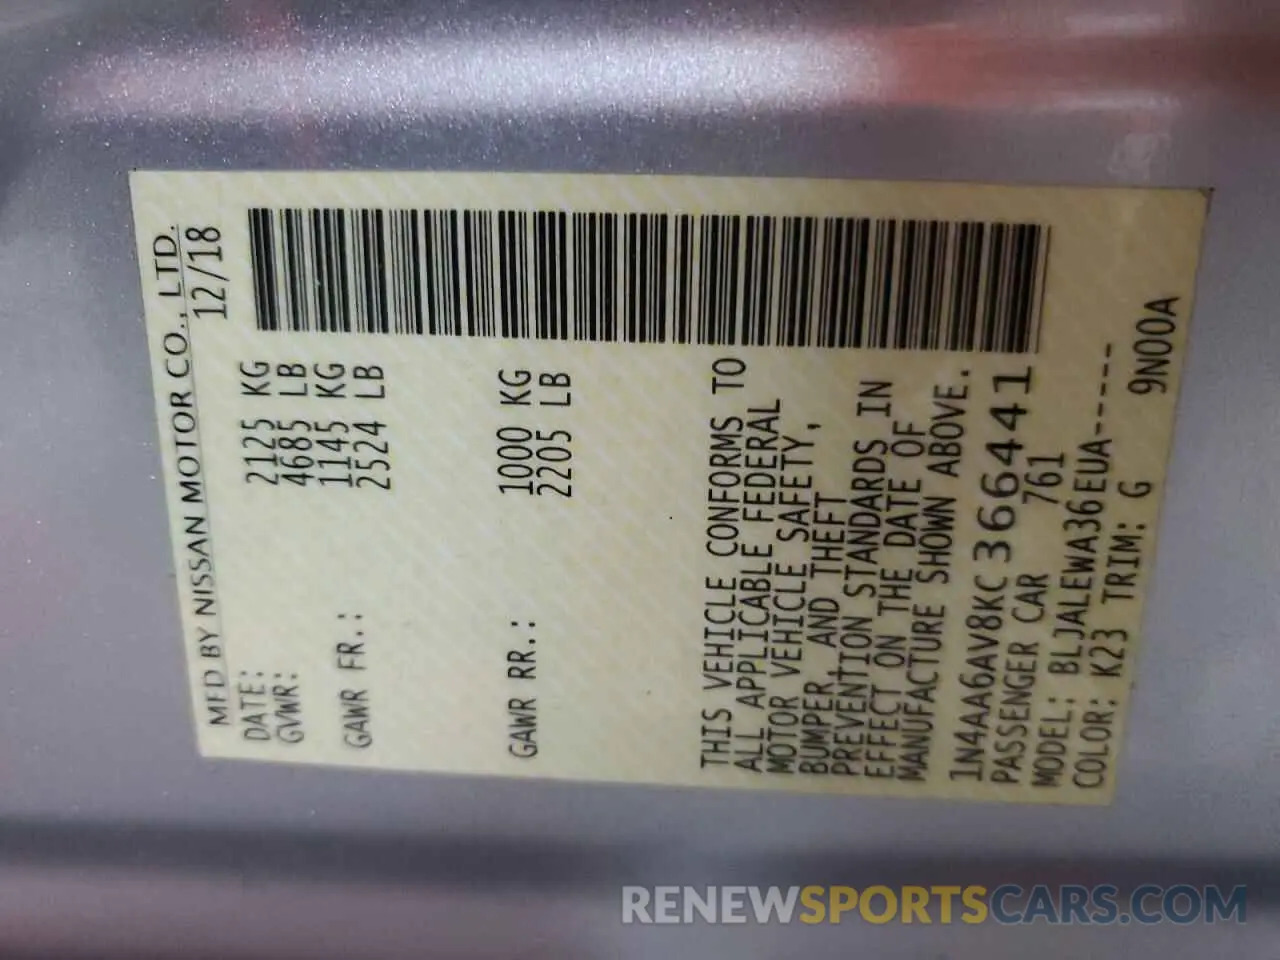 MFD BY NISSAN MOTOR CO., LTD.
DATE: 12/18
GVWR: 2125 KG
4685 LB
GAWR FR.: 1145 KG
2524 LB
GAWR RR.: 1000 KG
2205 LB
THIS VEHICLE CONFORMS TO
ALL APPLICABLE FEDERAL
MOTOR VEHICLE SAFETY,
BUMPER, AND THEFT
PREVENTION STANDARDS IN
EFFECT ON THE DATE OF
MANUFACTURE SHOWN ABOVE.
1N4AA6AV8KC366441
PASSENGER CAR 761
MODEL: BLJALEWA36EUA-----
COLOR: K23 TRIM: G 9N00A
RENEWSPORTSCARS.COM